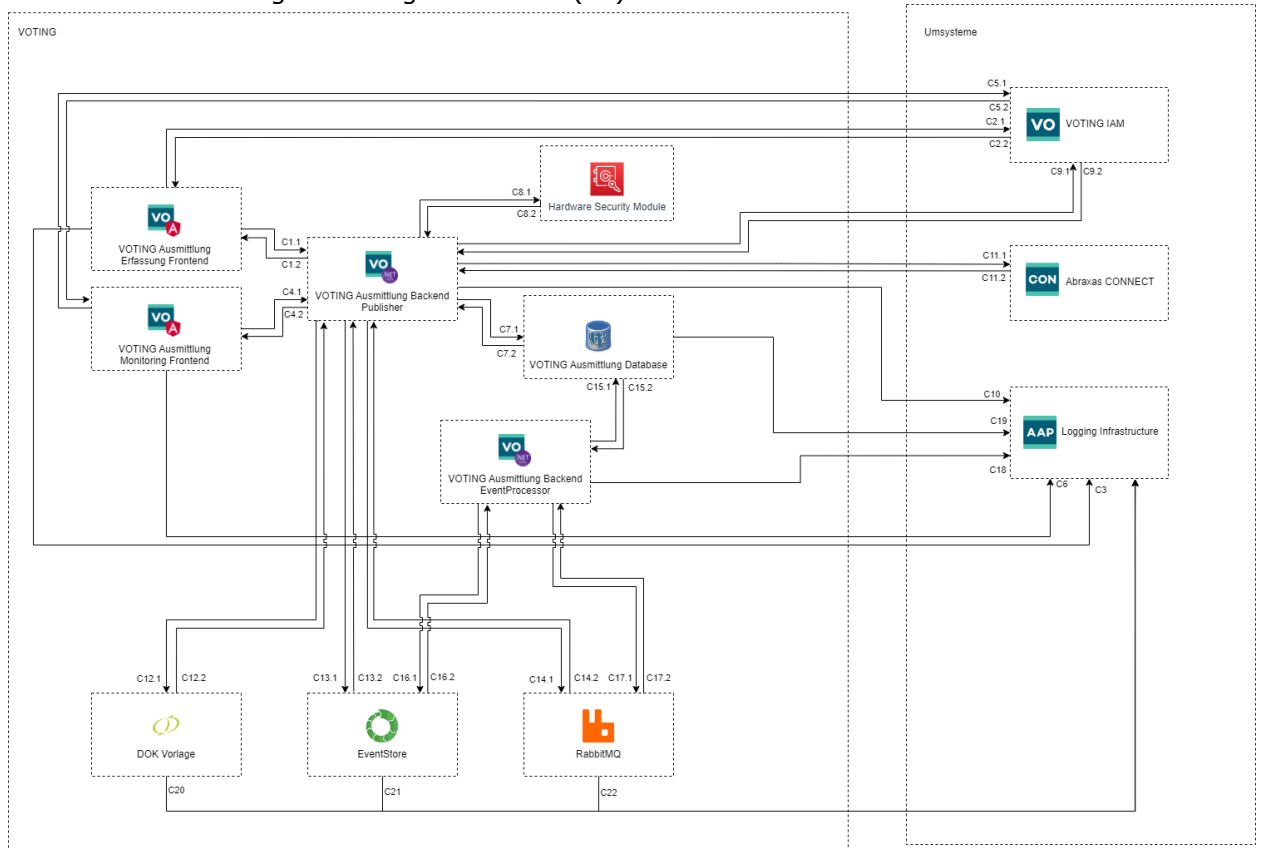 VOTING
Umsysteme
C5.1
C5.2
C2.1
C2.2
VO
VOTING IAM
C9.1
C9.2
C8.1
C8.2
Hardware Security Module
VO
A
VOTING Ausmittlung
Erfassung Frontend
C1.1
C1.2
VO
.NET
VOTING Ausmittlung Backend
Publisher
C11.1
C11.2
CON
Abraxas CONNECT
VO
A
VOTING Ausmittlung
Monitoring Frontend
C4.1
C4.2
C7.1
C7.2
VOTING Ausmittlung Database
C15.1
C15.2
C10
C19
C18
AAP
Logging Infrastructure
C6
C3
VO
.NET
VOTING Ausmittlung Backend
EventProcessor
C12.1
C12.2
C13.1
C13.2
C16.1
C16.2
C14.1
C14.2
C17.1
C17.2
DOK Vorlage
EventStore
RabbitMQ
C20
C21
C22